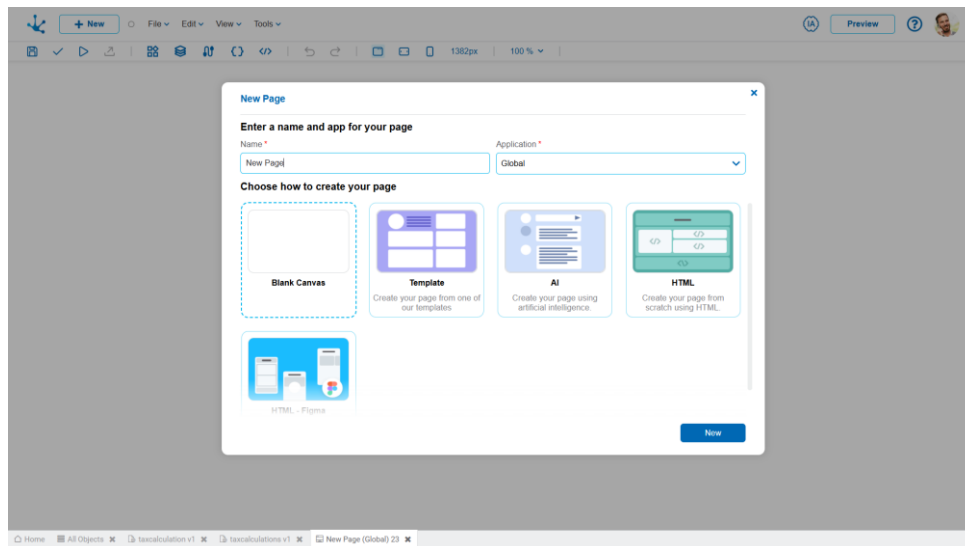 + New File Edit View Tools IA Preview ?
1382px 100 %
New Page
Enter a name and app for your page
Name * Application *
New Page Global
Choose how to create your page
Blank Canvas Template AI HTML
Create your page from one of Create your page using Create your page from
our templates artificial intelligence. scratch using HTML.
HTML - Figma
New
Home All Objects taxcalculation v1 taxcalculations v1 New Page (Global) 23